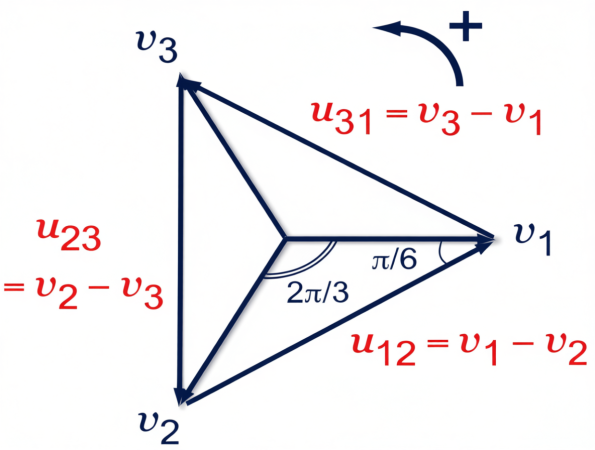 +
v₃
u₃₁ = v₃ − v₁
u₂₃
= v₂ − v₃
v₁
π/6
2π/3
u₁₂ = v₁ − v₂
v₂